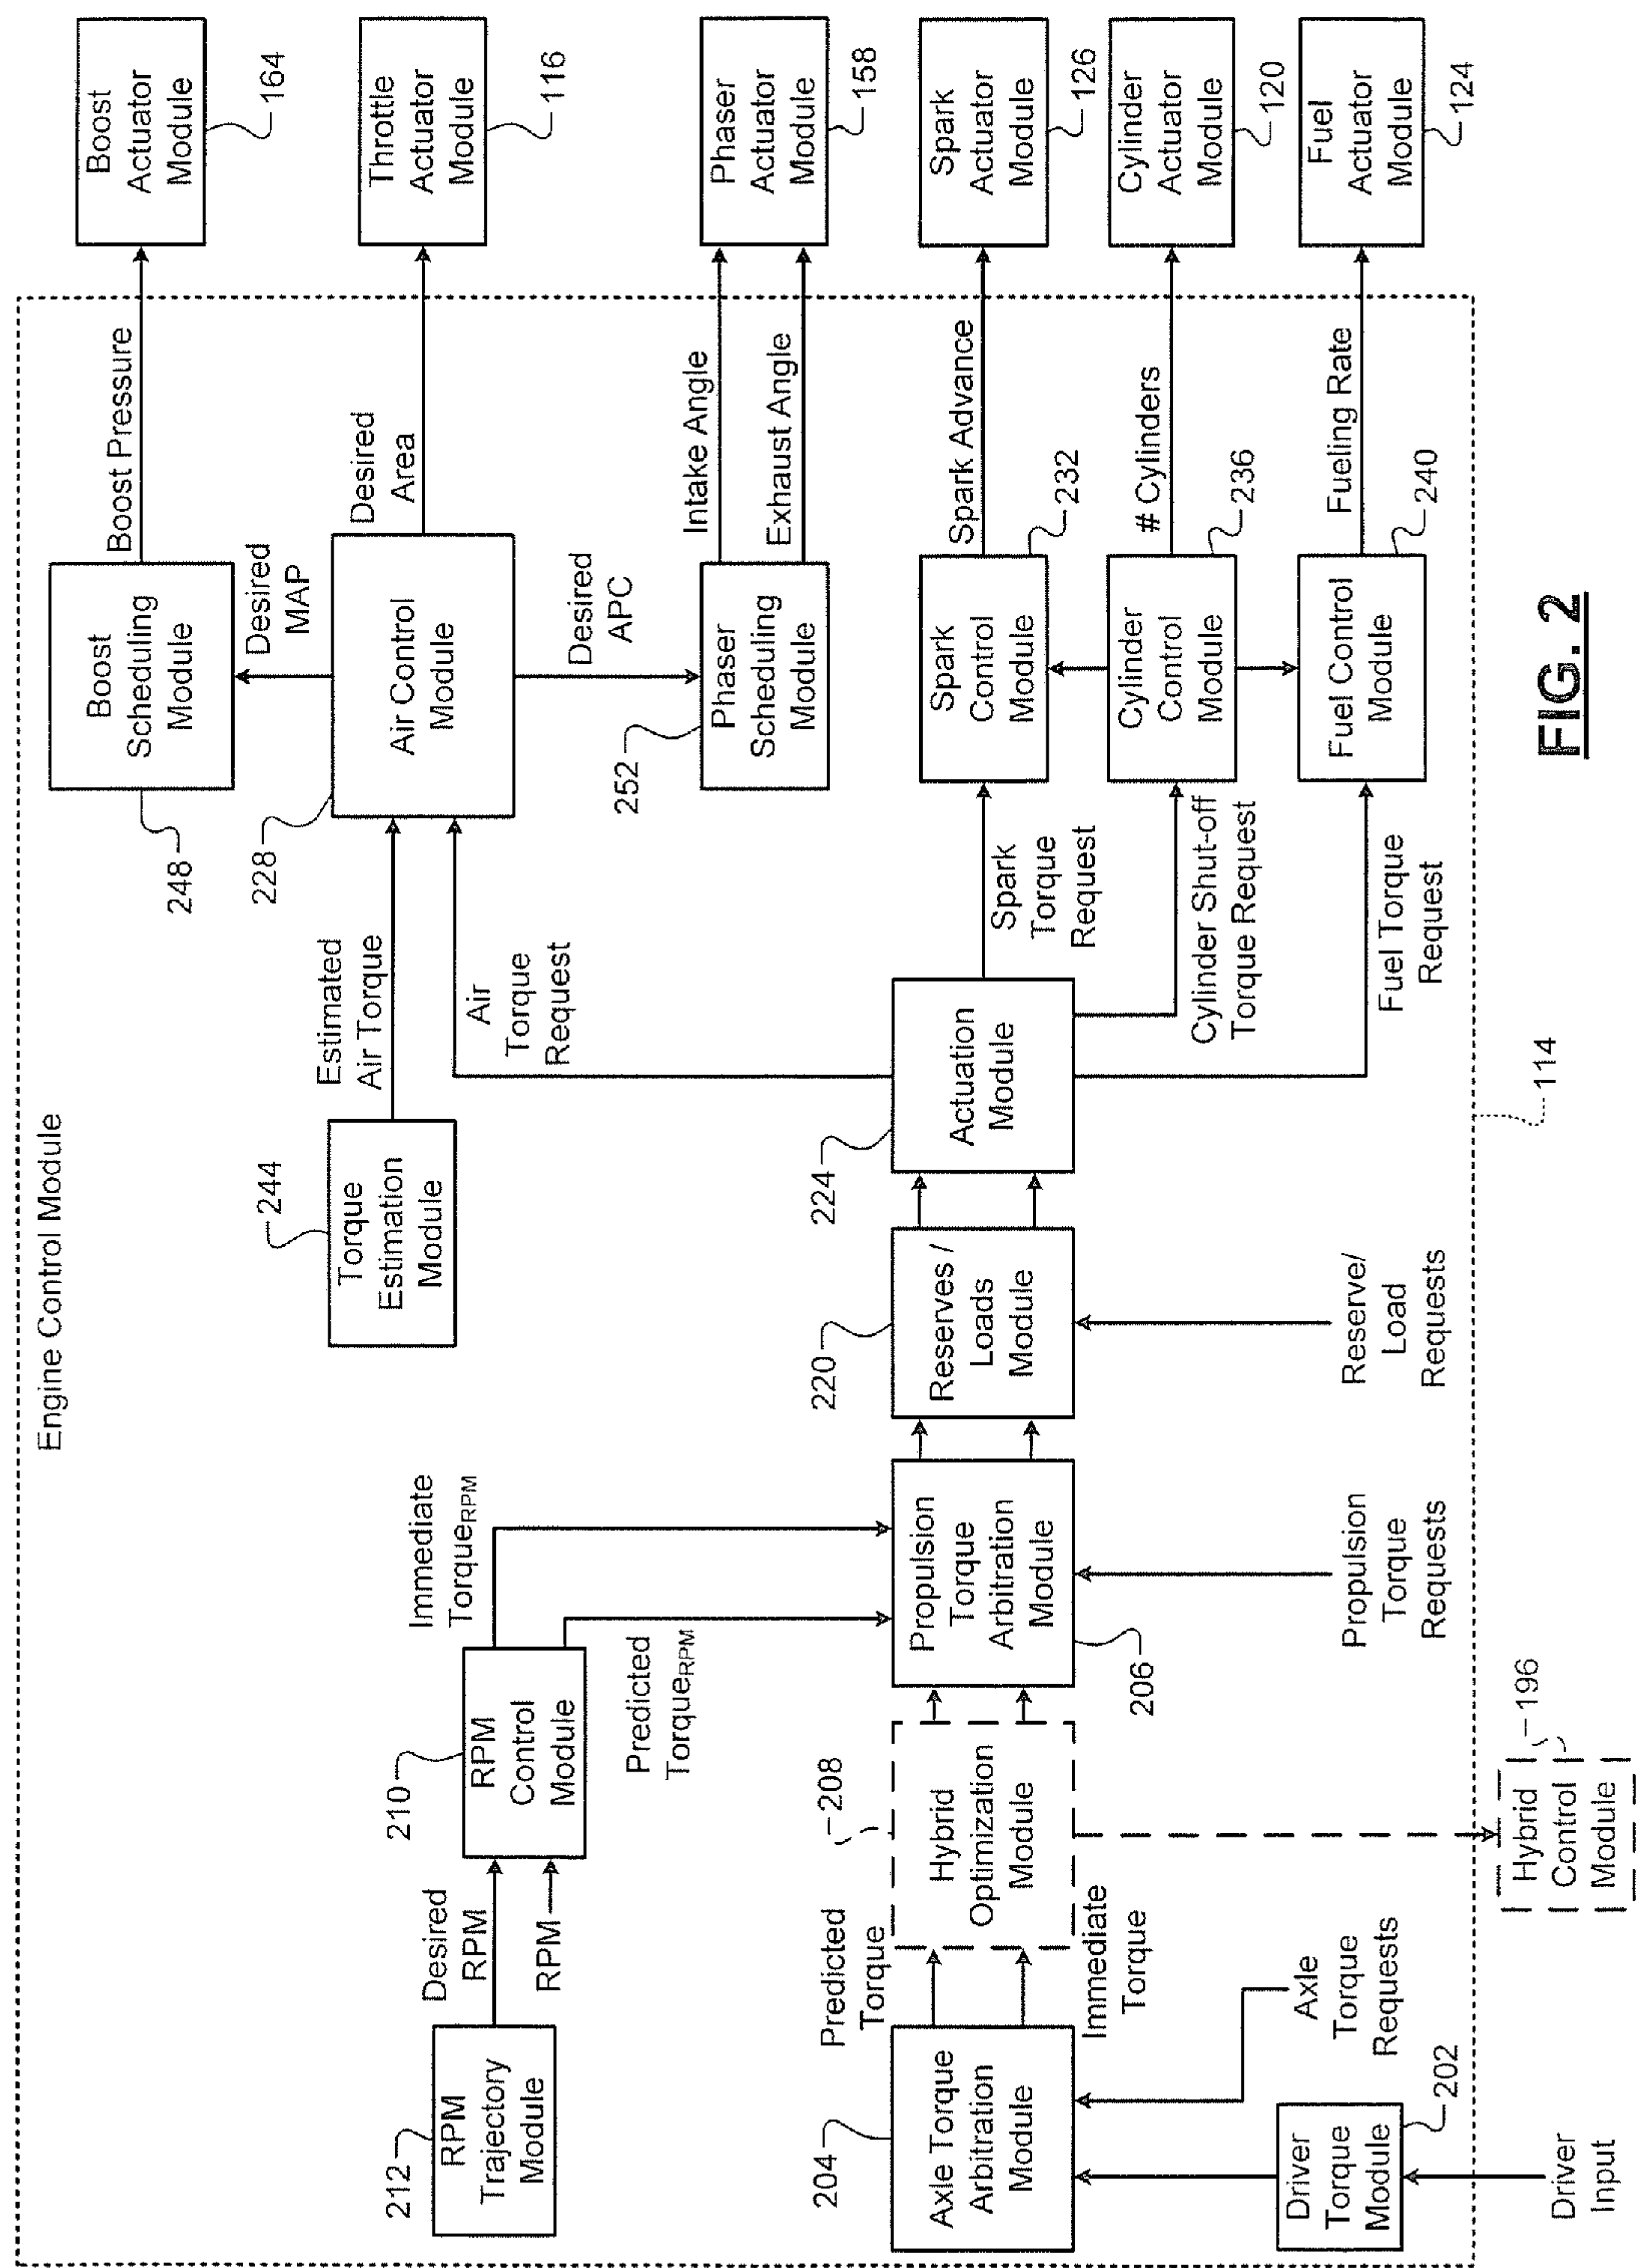 Engine Control Module
RPM
Trajectory
Module
212
Desired
RPM
RPM
RPM
Control
Module
210
Immediate
Torque_RPM
Predicted
Torque_RPM
Torque
Estimation
Module
244
Estimated
Air Torque
Air
Torque
Request
Boost
Scheduling
Module
248
Desired
MAP
Air Control
Module
228
Desired
APC
Phaser
Scheduling
Module
252
Boost Pressure
Desired
Area
Intake Angle
Exhaust Angle
Boost
Actuator
Module
164
Throttle
Actuator
Module
116
Phaser
Actuator
Module
158
Axle Torque
Arbitration
Module
204
Predicted
Torque
Immediate
Torque
Hybrid
Optimization
Module
208
Propulsion
Torque
Arbitration
Module
206
Reserves /
Loads
Module
220
Actuation
Module
224
Spark
Torque
Request
Cylinder Shut-off
Torque Request
Fuel Torque
Request
Spark
Control
Module
232
Cylinder
Control
Module
236
Fuel Control
Module
240
Spark Advance
# Cylinders
Fueling Rate
Spark
Actuator
Module
126
Cylinder
Actuator
Module
120
Fuel
Actuator
Module
124
Driver
Torque
Module
202
Axle
Torque
Requests
Driver
Input
Propulsion
Torque
Requests
Reserve/
Load
Requests
Hybrid
Control
Module
196
114
FIG. 2